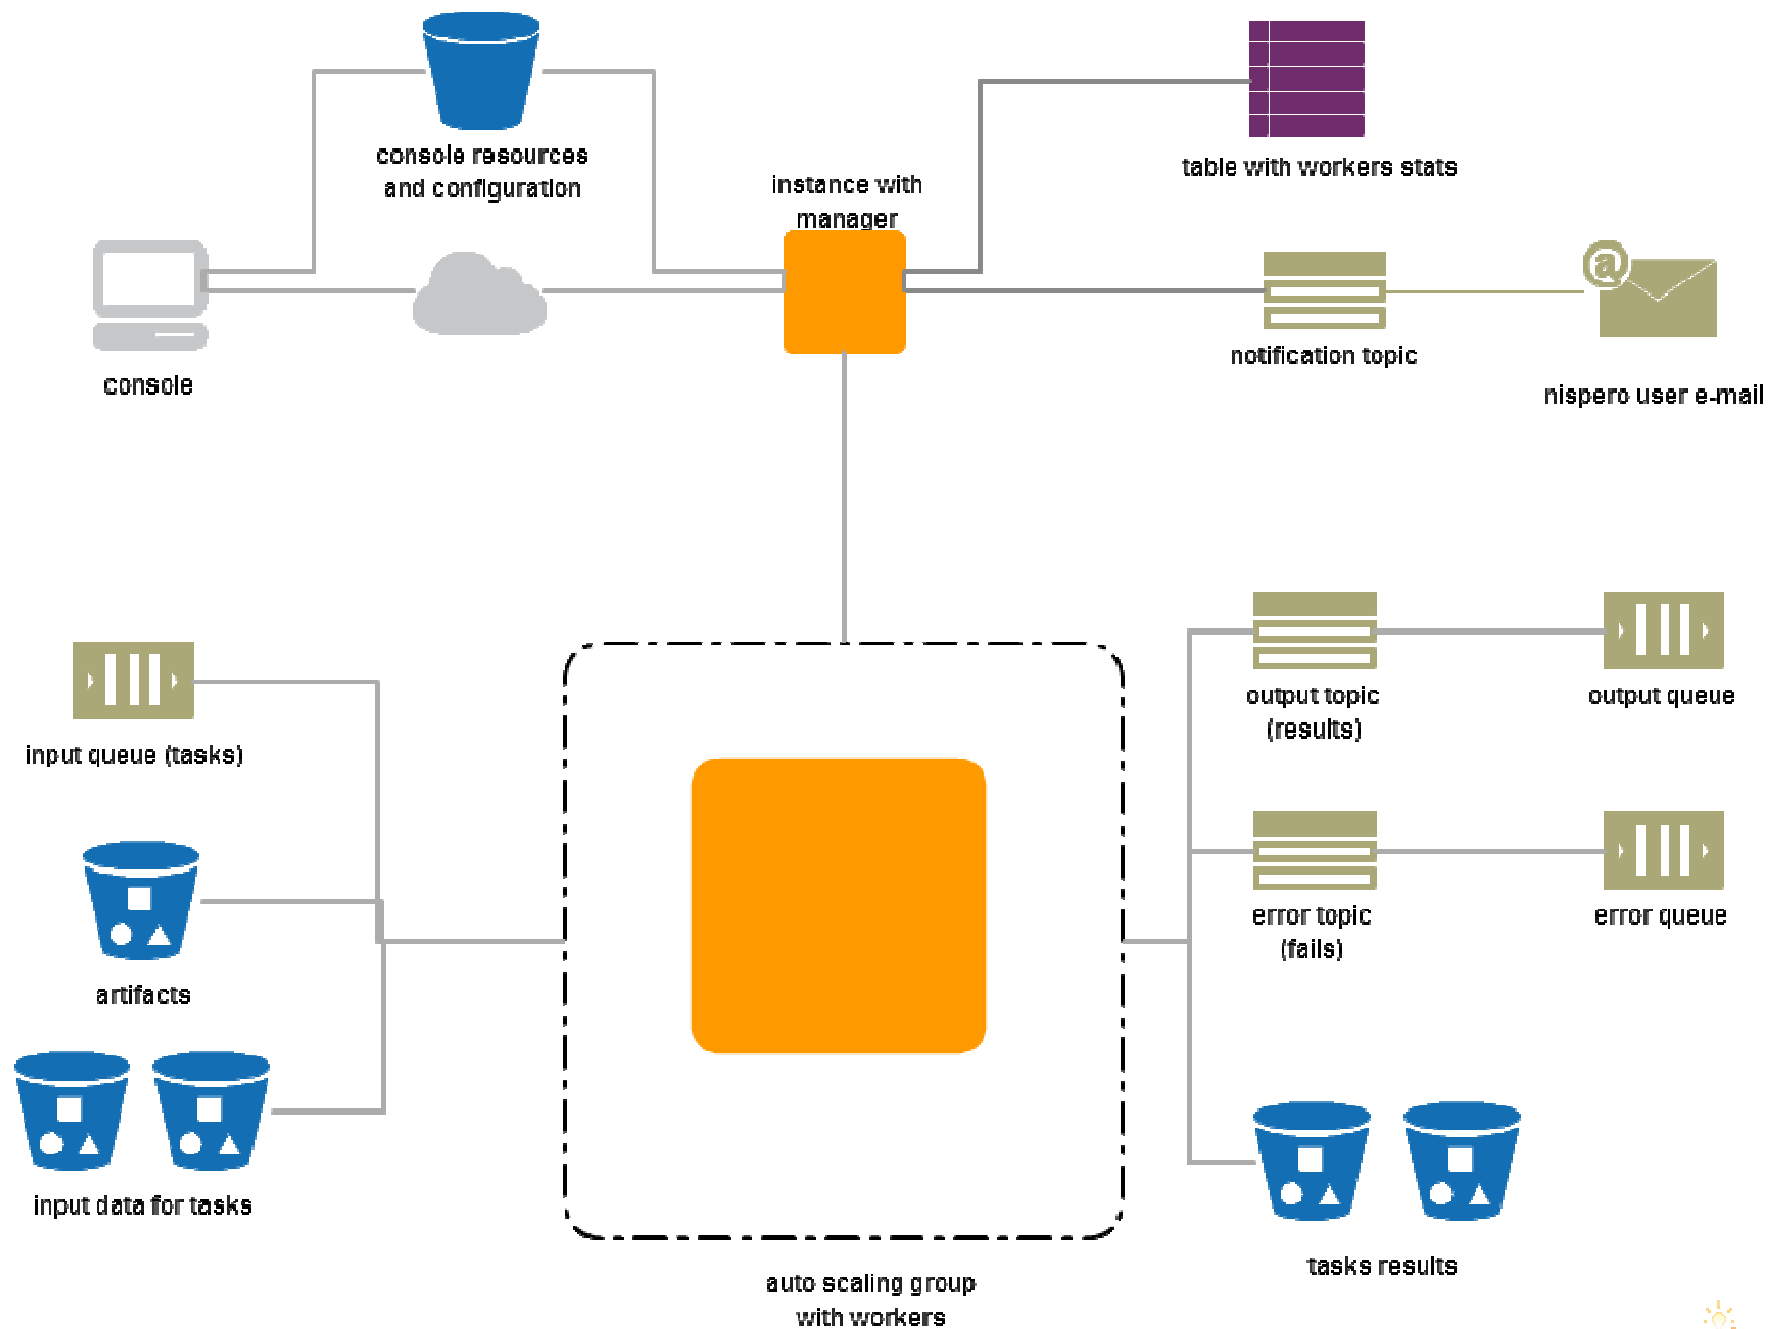 console resources
and configuration
instance with
manager
table with workers stats
@
console
notification topic
nispero user e-mail
input queue (tasks)
output topic
(results)
output queue
artifacts
error topic
(fails)
error queue
input data for tasks
tasks results
auto scaling group
with workers